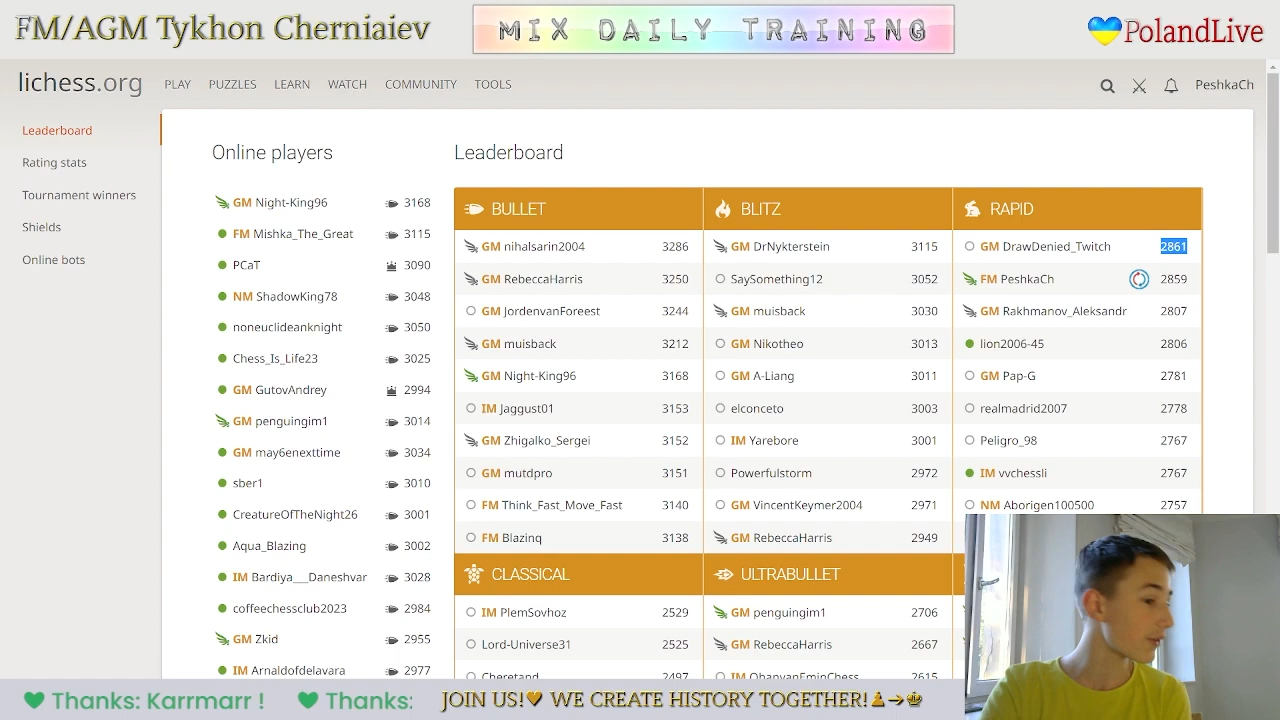 FM/AGM Tykhon Cherniaiev
MIX DAILY TRAINING
PolandLive
lichess.org
PLAY PUZZLES LEARN WATCH COMMUNITY TOOLS
PeshkaCh
Leaderboard
Rating stats
Tournament winners
Shields
Online bots
Online players
GM Night-King96 3168
FM Mishka_The_Great 3115
PCaT 3090
NM ShadowKing78 3048
noneuclideanknight 3050
Chess_Is_Life23 3025
GM GutovAndrey 2994
GM penguingim1 3014
GM may6enexttime 3034
sber1 3010
CreatureOfTheNight26 3001
Aqua_Blazing 3002
IM Bardiya___Daneshvar 3028
coffeechessclub2023 2984
GM Zkid 2955
IM Arnaldofdelavara 2977
Leaderboard
BULLET
GM nihalsarin2004 3286
GM RebeccaHarris 3250
GM JordenvanForeest 3244
GM muisback 3212
GM Night-King96 3168
IM Jaggust01 3153
GM Zhigalko_Sergei 3152
GM mutdpro 3151
FM Think_Fast_Move_Fast 3140
FM Blazinq 3138
BLITZ
GM DrNykterstein 3115
SaySomething12 3052
GM muisback 3030
GM Nikotheo 3013
GM A-Liang 3011
elconceto 3003
IM Yarebore 3001
Powerfulstorm 2972
GM VincentKeymer2004 2971
GM RebeccaHarris 2949
RAPID
GM DrawDenied_Twitch 2861
FM PeshkaCh 2859
GM Rakhmanov_Aleksandr 2807
lion2006-45 2806
GM Pap-G 2781
realmadrid2007 2778
Peligro_98 2767
IM vvchessli 2767
NM Aborigen100500 2757
CLASSICAL
IM PlemSovhoz 2529
Lord-Universe31 2525
Cheretand 2497
ULTRABULLET
GM penguingim1 2706
GM RebeccaHarris 2667
IM OhanyanEminChess 2615
Thanks: Karrmarr ! Thanks:
JOIN US! WE CREATE HISTORY TOGETHER!